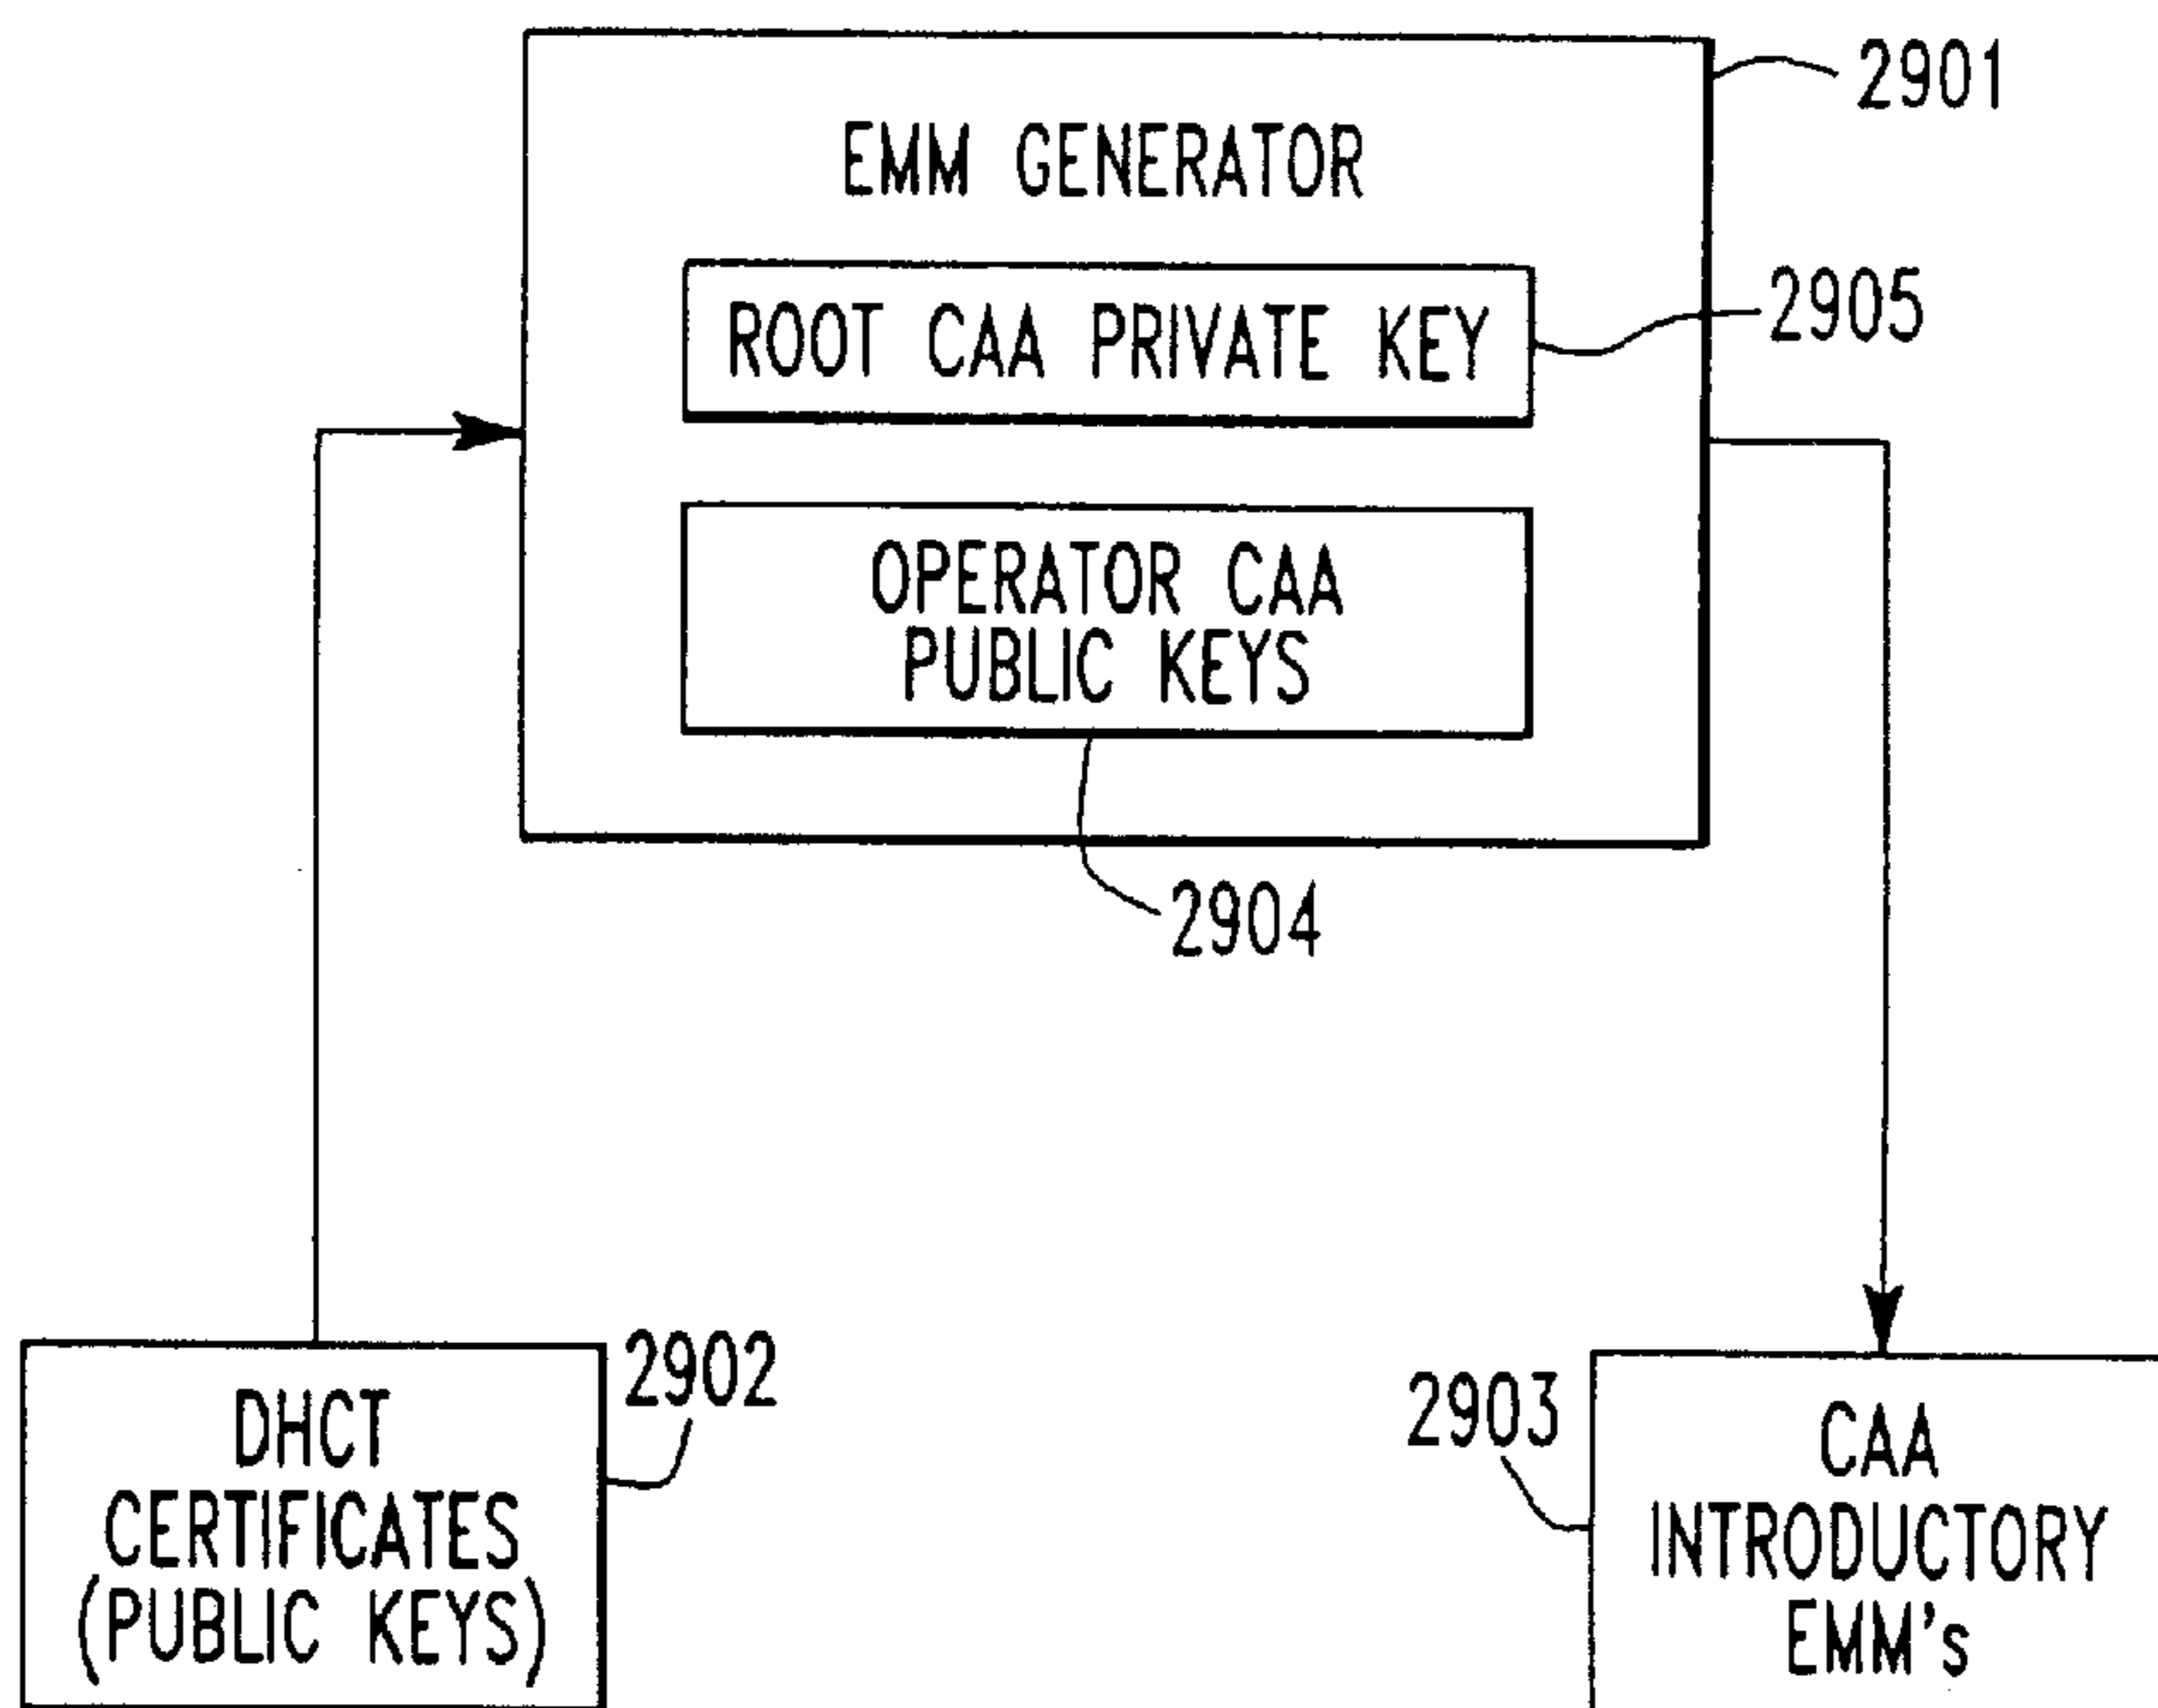 2901
EMM GENERATOR
ROOT CAA PRIVATE KEY
2905
OPERATOR CAA
PUBLIC KEYS
2904
2902
DHCT
CERTIFICATES
(PUBLIC KEYS)
2903
CAA
INTRODUCTORY
EMM's